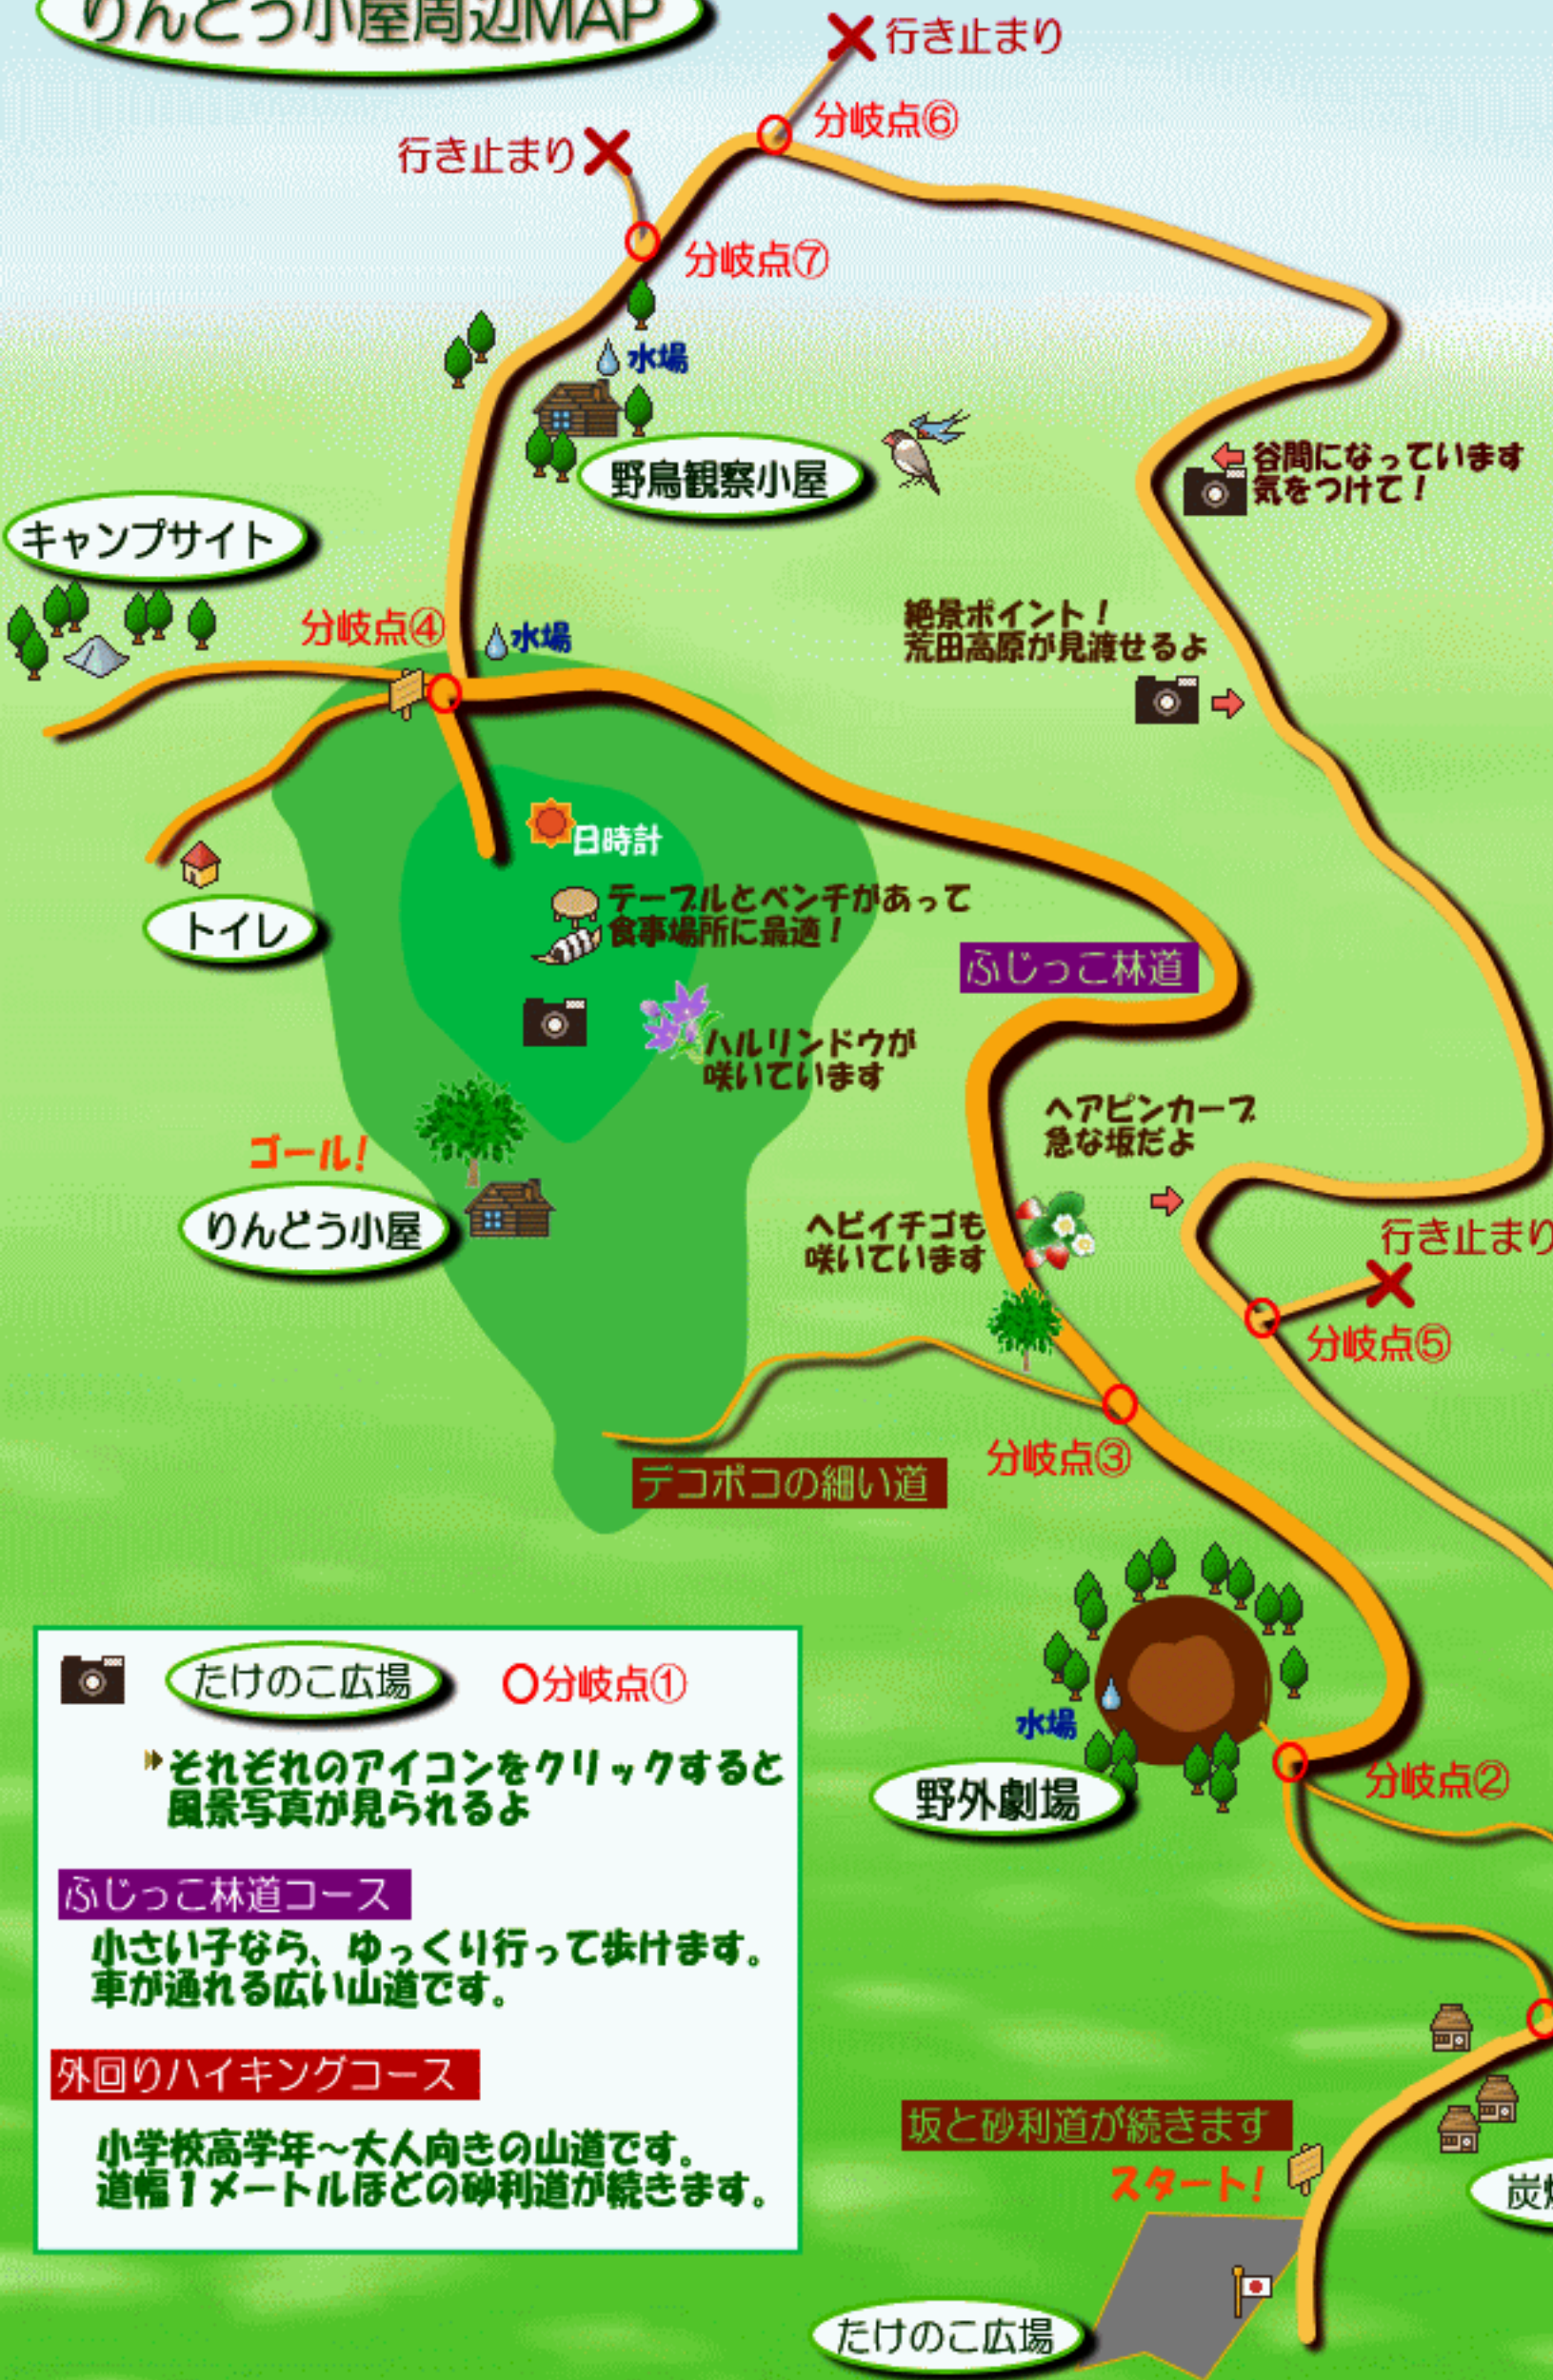 りんどう小屋周辺MAP
行き止まり
分岐点⑥
行き止まり
分岐点⑦
水場
野鳥観察小屋
谷間になっています
気をつけて!
キャンプサイト
分岐点④
水場
絶景ポイント!
荒田高原が見渡せるよ
日時計
テーブルとベンチがあって
食事場所に最適!
トイレ
ふじっこ林道
ハルリンドウが
咲いています
ヘアピンカーブ
急な坂だよ
ゴール!
りんどう小屋
ヘビイチゴも
咲いています
行き止まり
分岐点⑤
分岐点③
デコボコの細い道
水場
野外劇場
分岐点②
たけのこ広場
分岐点①
それぞれのアイコンをクリックすると
風景写真が見られるよ
ふじっこ林道コース
小さい子なら、ゆっくり行って歩けます。
車が通れる広い山道です。
外回りハイキングコース
小学校高学年~大人向きの山道です。
道幅1メートルほどの砂利道が続きます。
坂と砂利道が続きます
スタート!
炭
たけのこ広場